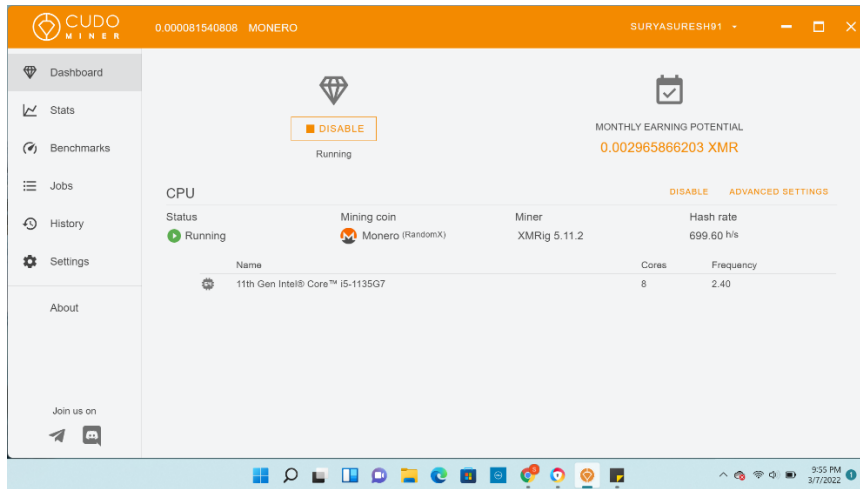 CUDO
MINER
0.000081540808 MONERO
SURYASURESH91
Dashboard
Stats
Benchmarks
Jobs
History
Settings
About
Join us on
DISABLE
Running
MONTHLY EARNING POTENTIAL
0.002965866203 XMR
CPU
DISABLE ADVANCED SETTINGS
Status Mining coin Miner Hash rate
Running Monero (RandomX) XMRig 5.11.2 699.60 h/s
Name Cores Frequency
11th Gen Intel® Core™ i5-1135G7 8 2.40
9:55 PM
3/7/2022
1